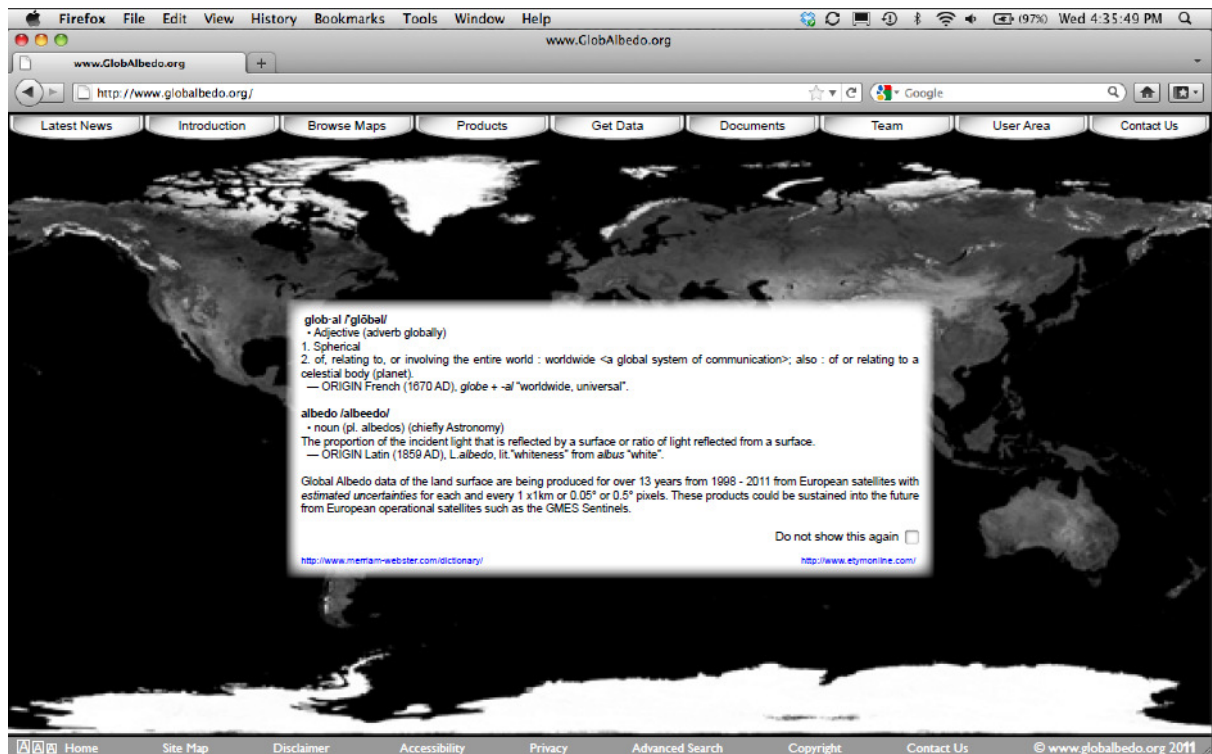 Firefox File Edit View History Bookmarks Tools Window Help (97%) Wed 4:35:49 PM
www.GlobAlbedo.org
www.GlobAlbedo.org
http://www.globalbedo.org/ Google
Latest News Introduction Browse Maps Products Get Data Documents Team User Area Contact Us
glob·al /'glōbəl/
• Adjective (adverb globally)
1. Spherical
2. of, relating to, or involving the entire world : worldwide <a global system of communication>; also : of or relating to a
celestial body (planet).
— ORIGIN French (1670 AD), globe + -al "worldwide, universal".
albedo /albeedo/
• noun (pl. albedos) (chiefly Astronomy)
The proportion of the incident light that is reflected by a surface or ratio of light reflected from a surface.
— ORIGIN Latin (1859 AD), L.albedo, lit."whiteness" from albus "white".
Global Albedo data of the land surface are being produced for over 13 years from 1998 - 2011 from European satellites with
estimated uncertainties for each and every 1 x1km or 0.05° or 0.5° pixels. These products could be sustained into the future
from European operational satellites such as the GMES Sentinels.
Do not show this again
http://www.merriam-webster.com/dictionary/ http://www.etymonline.com/
A A A Home Site Map Disclaimer Accessibility Privacy Advanced Search Copyright Contact Us © www.globalbedo.org 2011